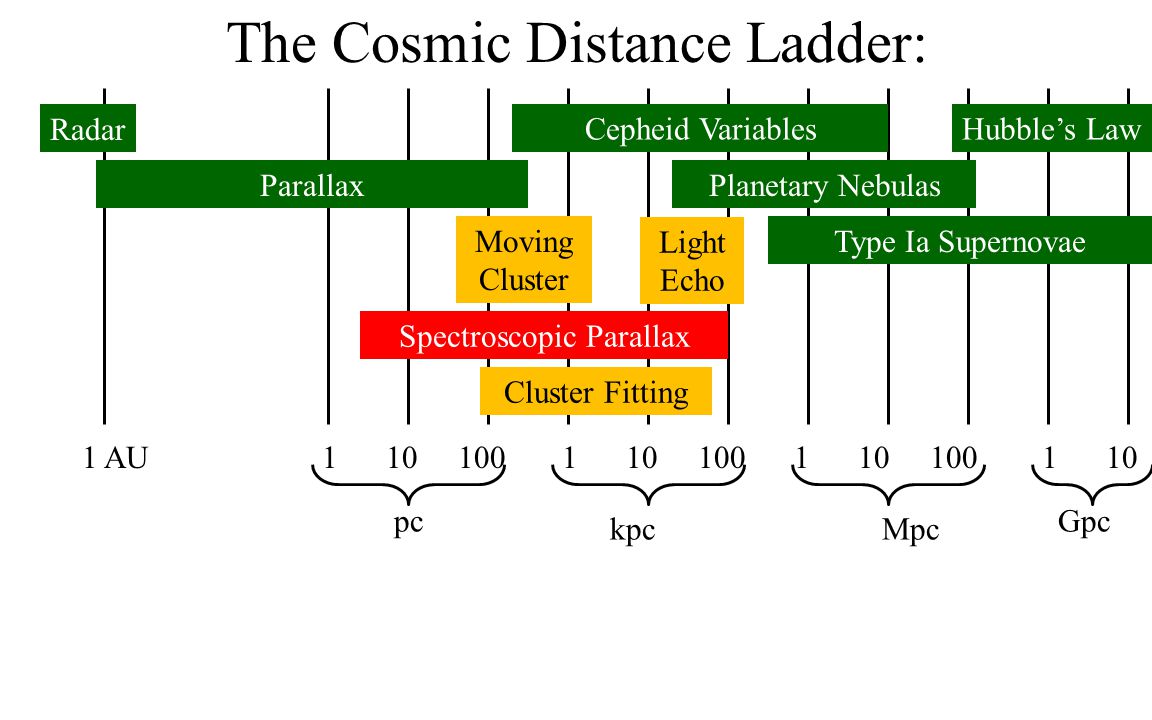 The Cosmic Distance Ladder:
Radar
Cepheid Variables
Hubble’s Law
Parallax
Planetary Nebulas
Moving
Cluster
Light
Echo
Type Ia Supernovae
Spectroscopic Parallax
Cluster Fitting
1 AU
1 10 100
1 10 100
1 10 100
1 10
pc
kpc
Mpc
Gpc